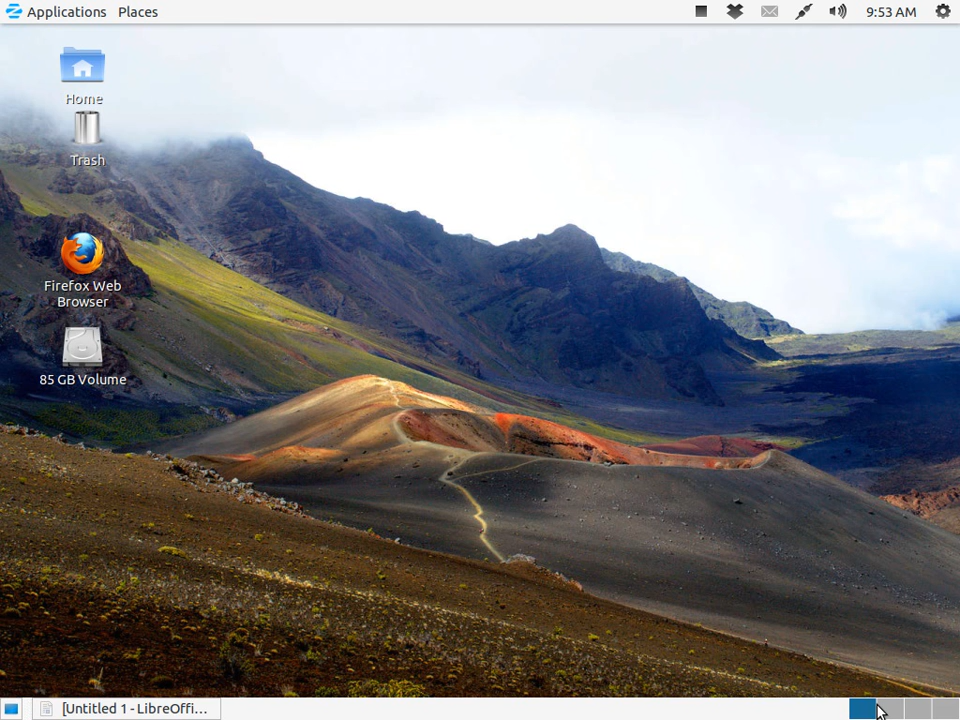 Applications Places 9:53 AM
Home
Trash
Firefox Web
Browser
85 GB Volume
[Untitled 1 - LibreOffi...